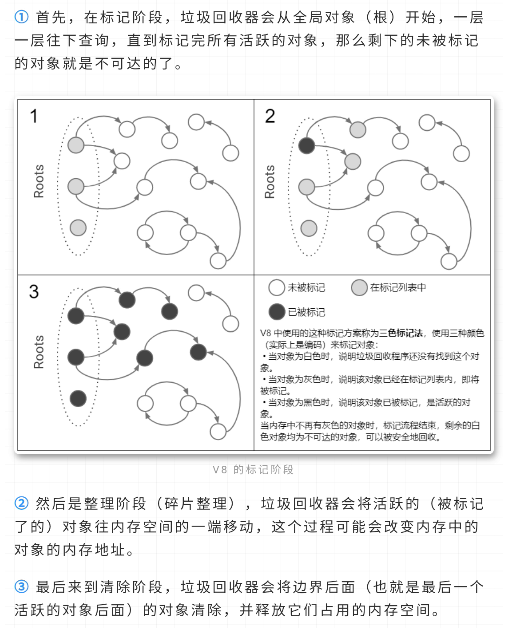 ① 首先，在标记阶段，垃圾回收器会从全局对象（根）开始，一层
一层往下查询，直到标记完所有活跃的对象，那么剩下的未被标记
的对象就是不可达的了。
1
Roots
2
Roots
3
Roots
未被标记
在标记列表中
已被标记
V8 中使用的这种标记方案称为三色标记法，使用三种颜色
（实际上是编码）来标记对象：
・当对象为白色时，说明垃圾回收程序还没有找到这个对
象。
・当对象为灰色时，说明该对象已经在标记列表内，即将
被标记。
・当对象为黑色时，说明该对象已被标记，是活跃的对
象。
当内存中不再有灰色的对象时，标记流程结束，剩余的白
色对象均为不可达的对象，可以被安全地回收。
V8 的标记阶段
② 然后是整理阶段（碎片整理），垃圾回收器会将活跃的（被标记
了的）对象往内存空间的一端移动，这个过程可能会改变内存中的
对象的内存地址。
③ 最后来到清除阶段，垃圾回收器会将边界后面（也就是最后一个
活跃的对象后面）的对象清除，并释放它们占用的内存空间。